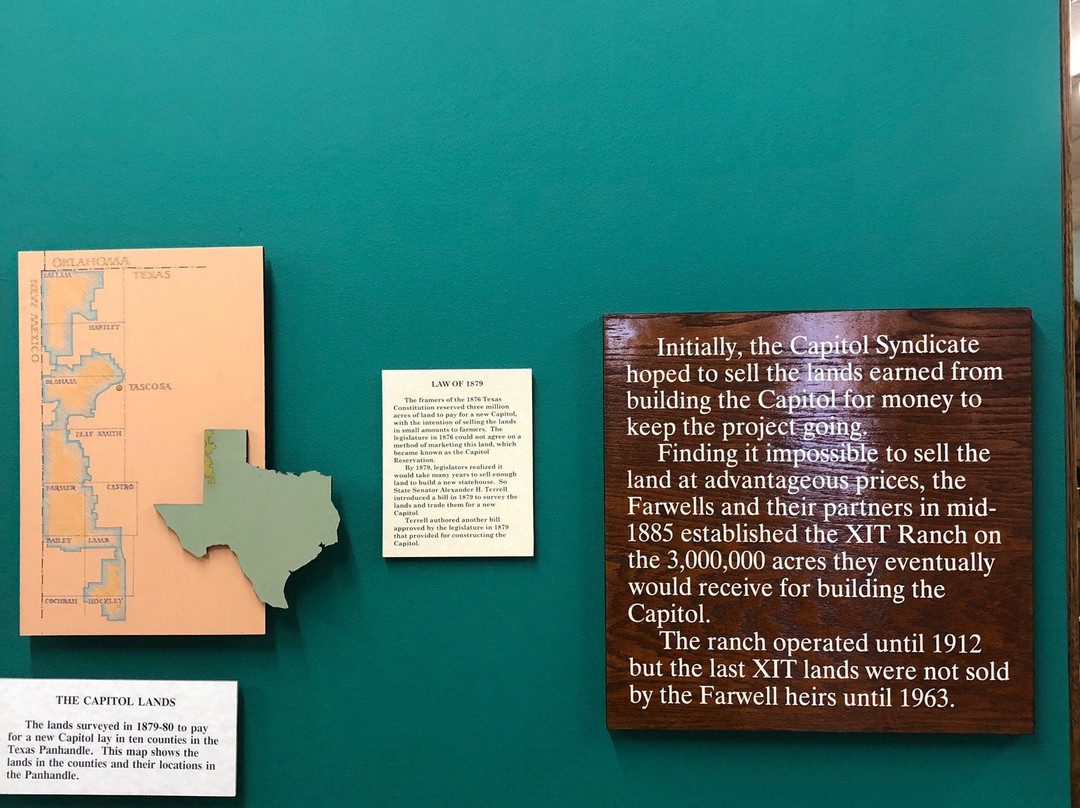 OKLAHOMA
TEXAS
NEW MEXICO
DALLAM
HARTLEY
OLDHAM
TASCOSA
DEAF SMITH
PARMER
CASTRO
BAILEY
LAMB
COCHRAN
HOCKLEY
THE CAPITOL LANDS
The lands surveyed in 1879-80 to pay
for a new Capitol lay in ten counties in the
Texas Panhandle. This map shows the
lands in the counties and their locations in
the Panhandle.
LAW OF 1879
The framers of the 1876 Texas
Constitution reserved three million
acres of land to pay for a new Capitol,
with the intention of selling the lands
in small amounts to farmers. The
legislature in 1876 could not agree on a
method of marketing this land, which
became known as the Capitol
Reservation.
By 1879, legislators realized it
would take many years to sell enough
land to build a new statehouse. So
State Senator Alexander H. Terrell
introduced a bill in 1879 to survey the
lands and trade them for a new
Capitol.
Terrell authored another bill
approved by the legislature in 1879
that provided for constructing the
Capitol.
Initially, the Capitol Syndicate
hoped to sell the lands earned from
building the Capitol for money to
keep the project going.
Finding it impossible to sell the
land at advantageous prices, the
Farwells and their partners in mid-
1885 established the XIT Ranch on
the 3,000,000 acres they eventually
would receive for building the
Capitol.
The ranch operated until 1912
but the last XIT lands were not sold
by the Farwell heirs until 1963.